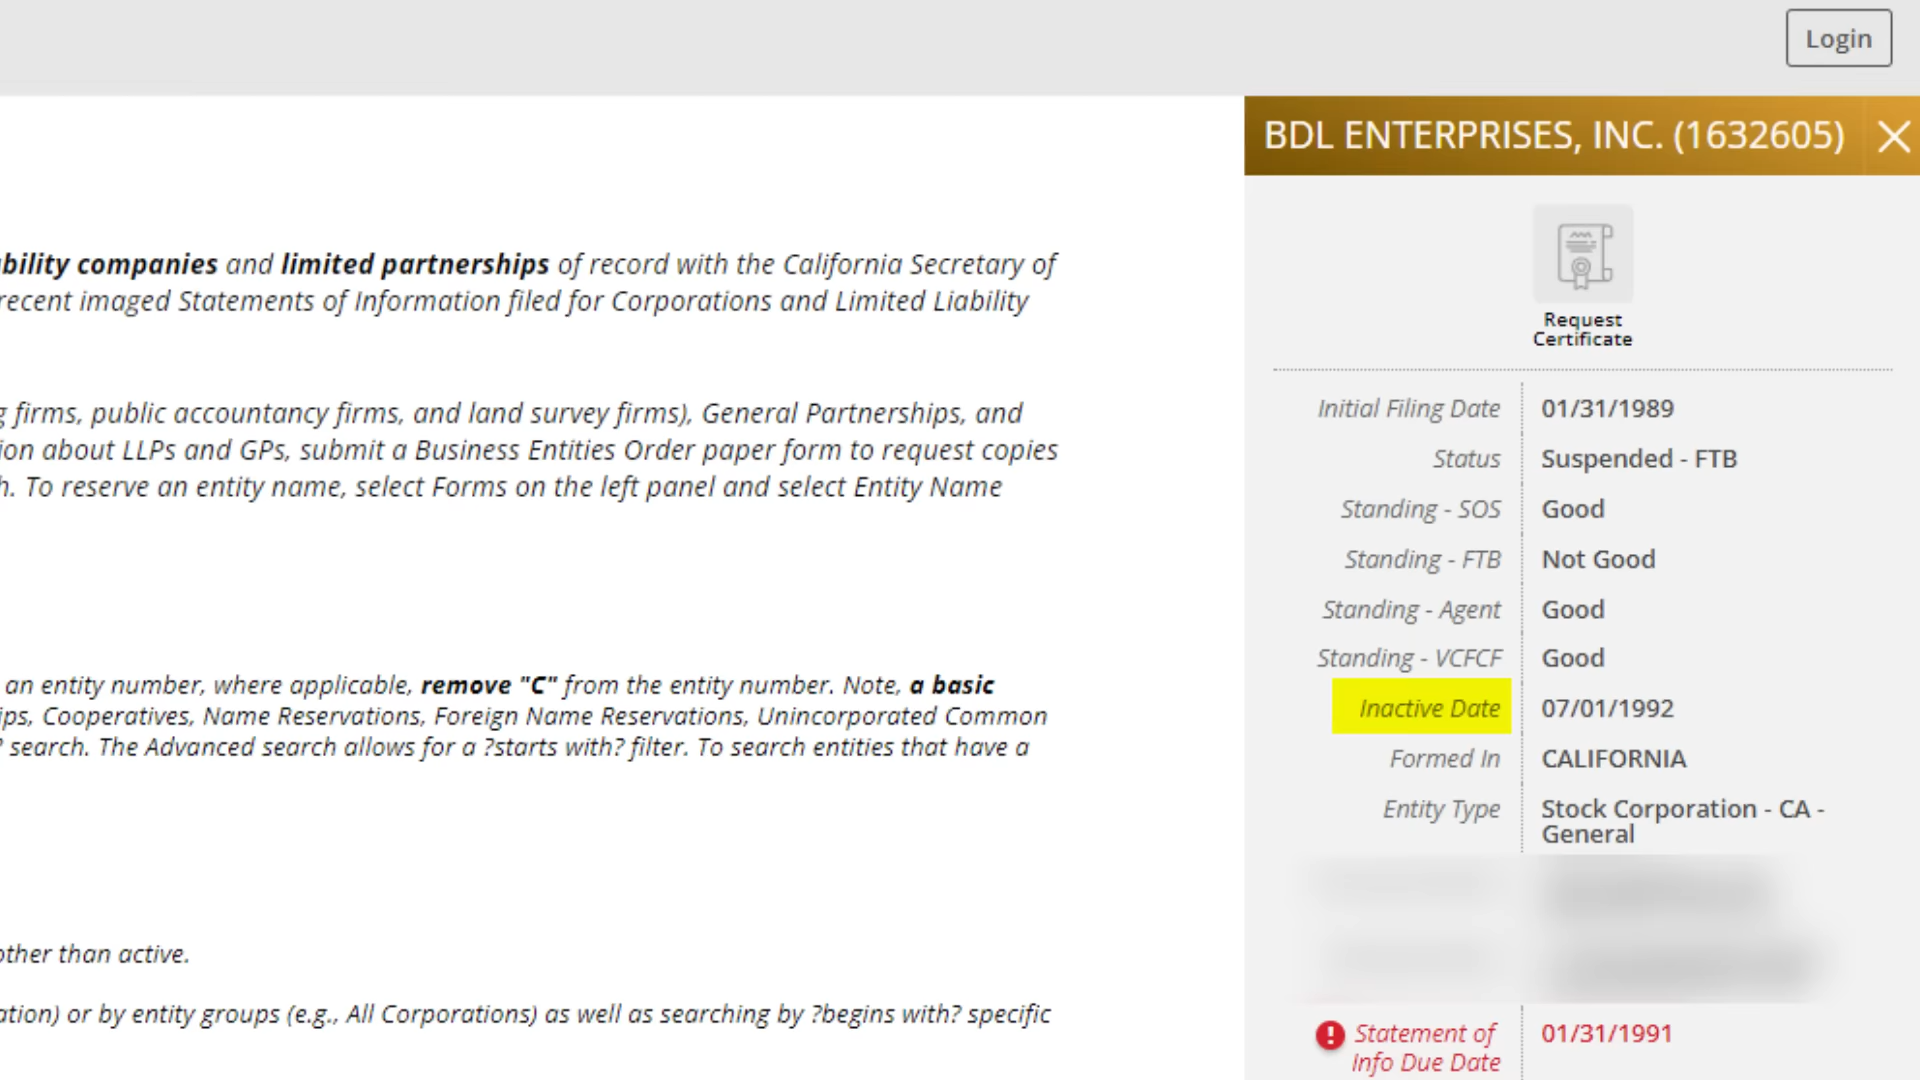 Login
BDL ENTERPRISES, INC. (1632605)
Request
Certificate
bility companies and limited partnerships of record with the California Secretary of
recent imaged Statements of Information filed for Corporations and Limited Liability
g firms, public accountancy firms, and land survey firms), General Partnerships, and
ion about LLPs and GPs, submit a Business Entities Order paper form to request copies
h. To reserve an entity name, select Forms on the left panel and select Entity Name
an entity number, where applicable, remove "C" from the entity number. Note, a basic
ips, Cooperatives, Name Reservations, Foreign Name Reservations, Unincorporated Common
? search. The Advanced search allows for a ?starts with? filter. To search entities that have a
other than active.
ation) or by entity groups (e.g., All Corporations) as well as searching by ?begins with? specific
Initial Filing Date 01/31/1989
Status Suspended - FTB
Standing - SOS Good
Standing - FTB Not Good
Standing - Agent Good
Standing - VCFCF Good
Inactive Date 07/01/1992
Formed In CALIFORNIA
Entity Type Stock Corporation - CA -
General
Statement of 01/31/1991
Info Due Date